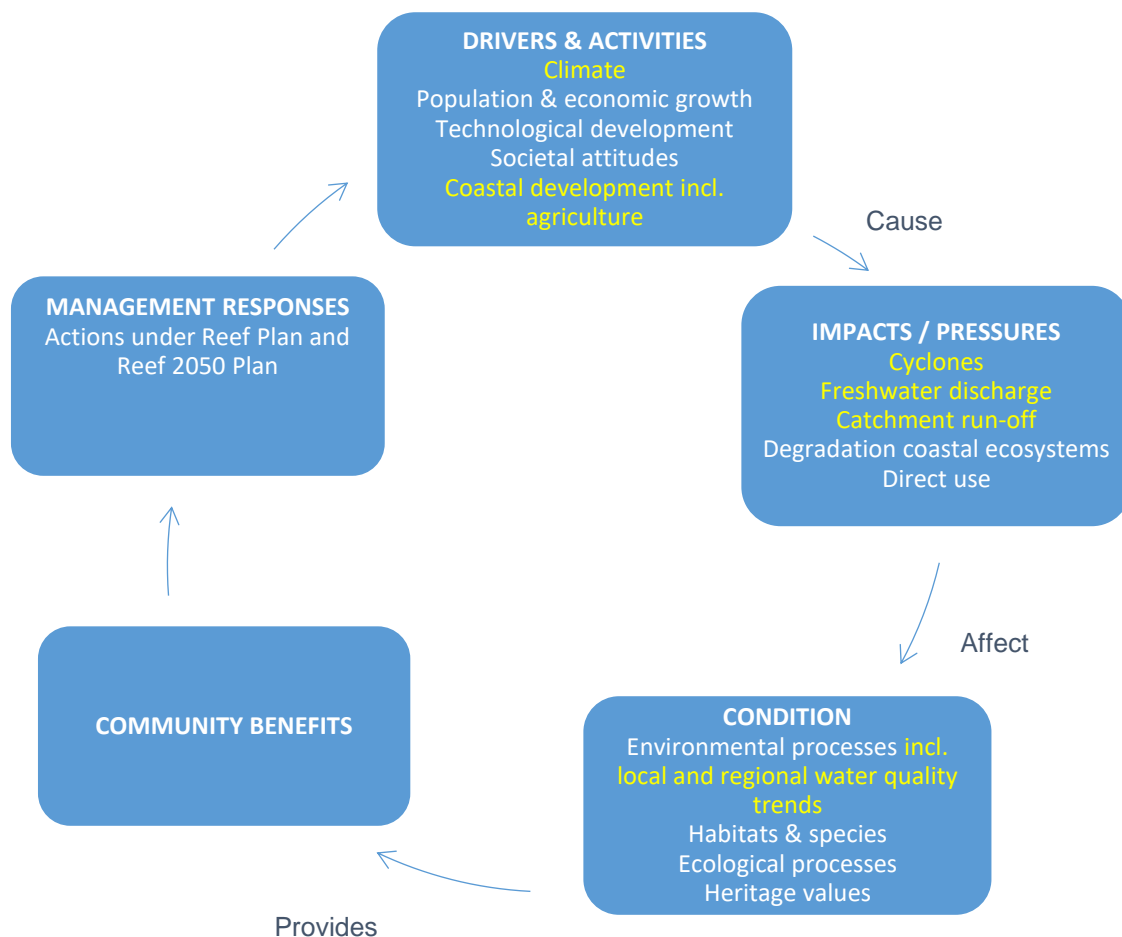 DRIVERS & ACTIVITIES
Climate
Population & economic growth
Technological development
Societal attitudes
Coastal development incl.
agriculture
Cause
IMPACTS / PRESSURES
Cyclones
Freshwater discharge
Catchment run-off
Degradation coastal ecosystems
Direct use
Affect
CONDITION
Environmental processes incl.
local and regional water quality
trends
Habitats & species
Ecological processes
Heritage values
Provides
COMMUNITY BENEFITS
MANAGEMENT RESPONSES
Actions under Reef Plan and
Reef 2050 Plan